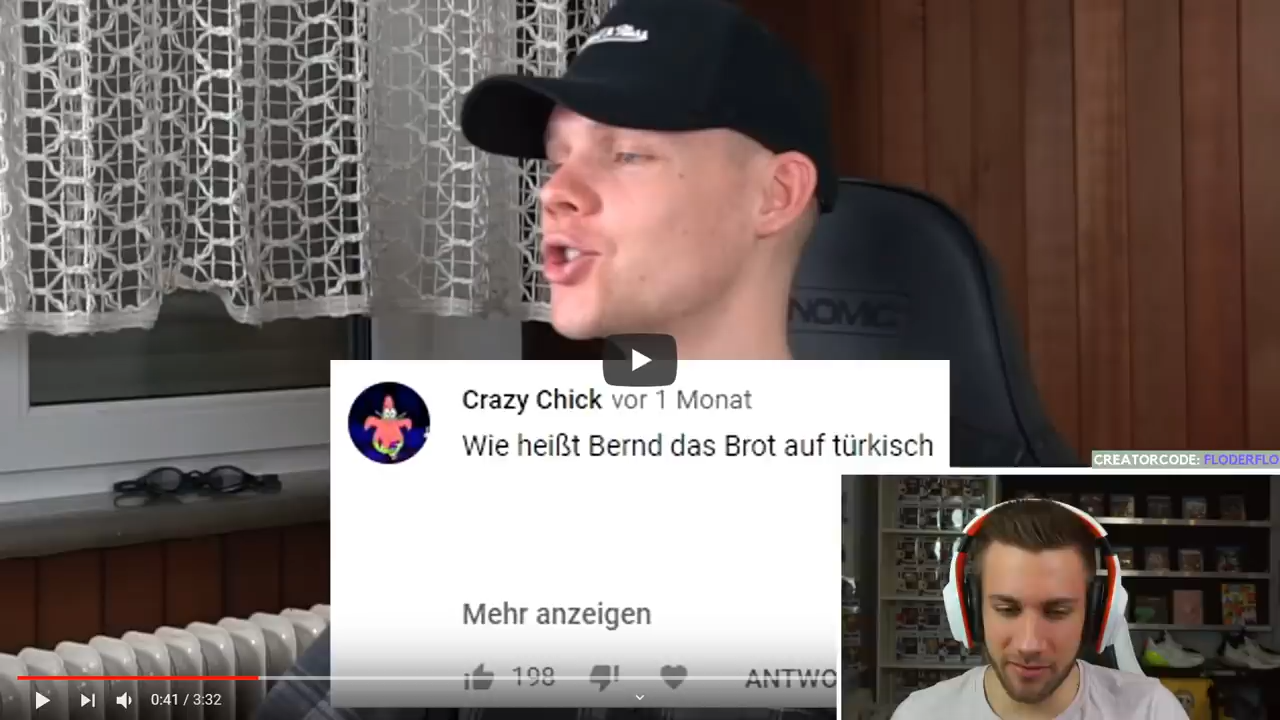 NOMIC
Crazy Chick vor 1 Monat
Wie heißt Bernd das Brot auf türkisch
CREATORCODE: FLODERFLO
Mehr anzeigen
198
ANTWO
0:41 / 3:32